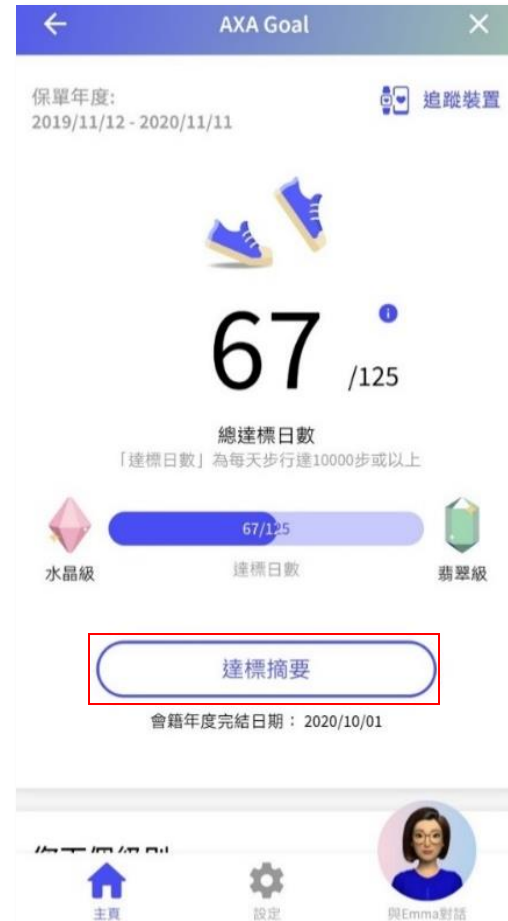 AXA Goal
保單年度:
2019/11/12 - 2020/11/11
追蹤裝置
67
/125
總達標日數
「達標日數」為每天步行達10000步或以上
67/125
水晶級
達標日數
翡翠級
達標摘要
會籍年度完結日期： 2020/10/01
主頁
設定
與Emma對話